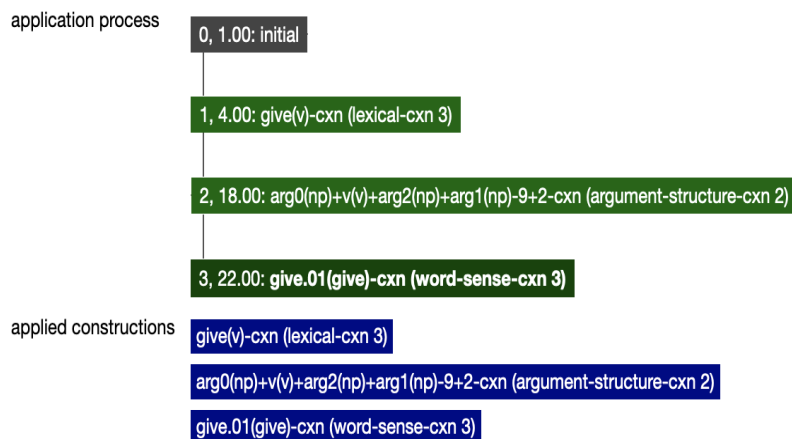 application process
0, 1.00: initial
1, 4.00: give(v)-cxn (lexical-cxn 3)
2, 18.00: arg0(np)+v(v)+arg2(np)+arg1(np)-9+2-cxn (argument-structure-cxn 2)
3, 22.00: give.01(give)-cxn (word-sense-cxn 3)
applied constructions
give(v)-cxn (lexical-cxn 3)
arg0(np)+v(v)+arg2(np)+arg1(np)-9+2-cxn (argument-structure-cxn 2)
give.01(give)-cxn (word-sense-cxn 3)